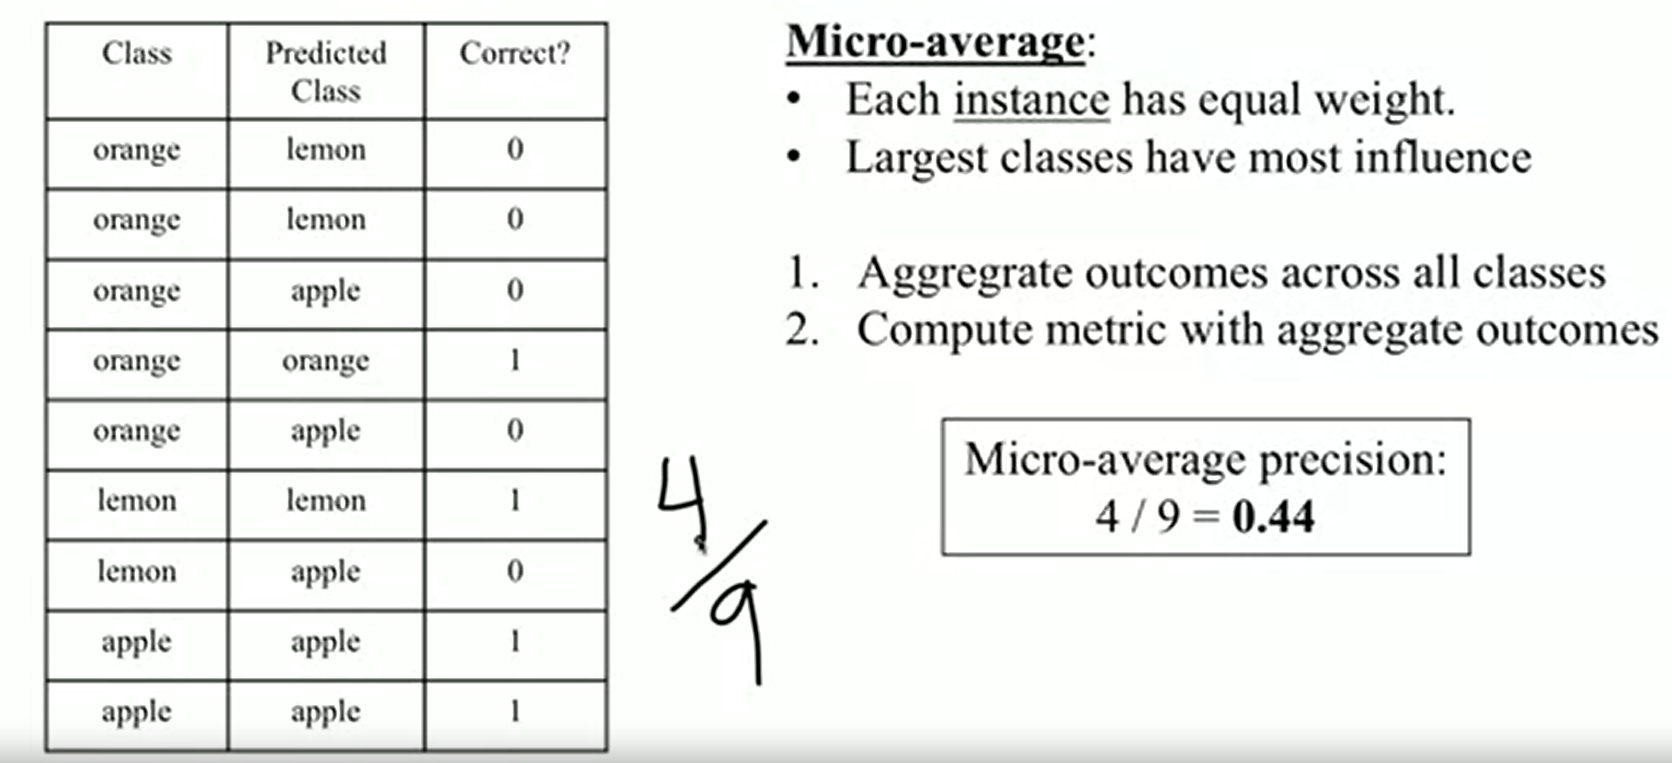 Class Predicted Class Correct?
orange lemon 0
orange lemon 0
orange apple 0
orange orange 1
orange apple 0
lemon lemon 1
lemon apple 0
apple apple 1
apple apple 1
4/9
Micro-average:
• Each instance has equal weight.
• Largest classes have most influence
1. Aggregrate outcomes across all classes
2. Compute metric with aggregate outcomes
Micro-average precision:
4 / 9 = 0.44